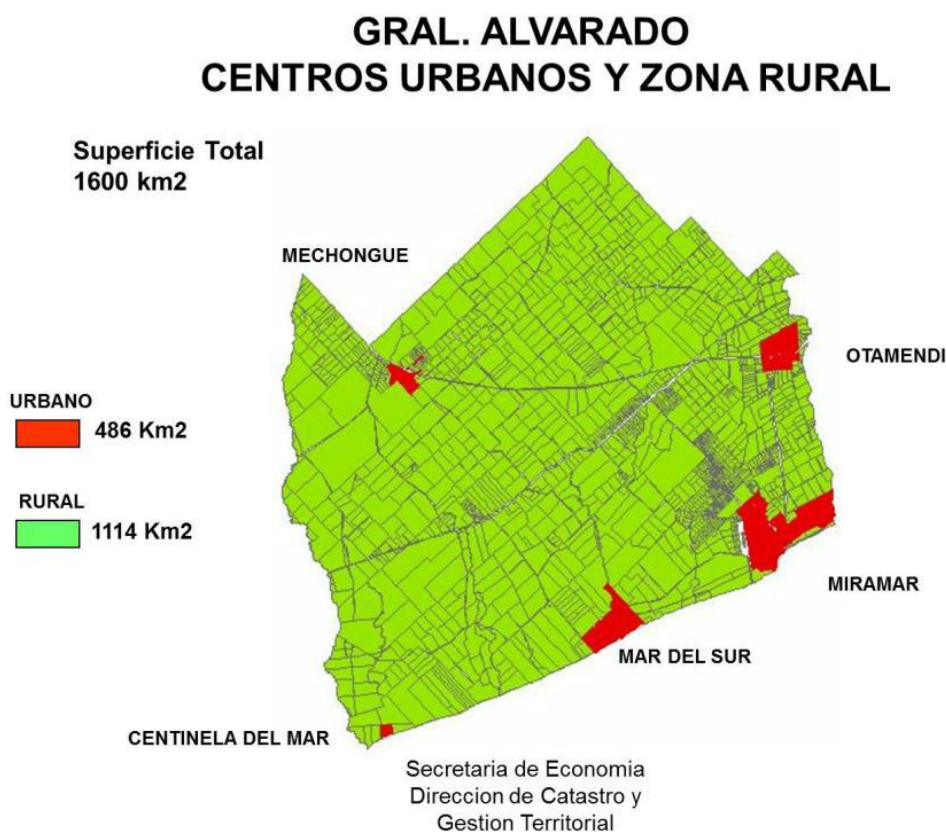 GRAL. ALVARADO
CENTROS URBANOS Y ZONA RURAL
Superficie Total
1600 km2
MECHONGUE
OTAMENDI
URBANO
486 Km2
RURAL
1114 Km2
MIRAMAR
MAR DEL SUR
CENTINELA DEL MAR
Secretaria de Economia
Direccion de Catastro y
Gestion Territorial